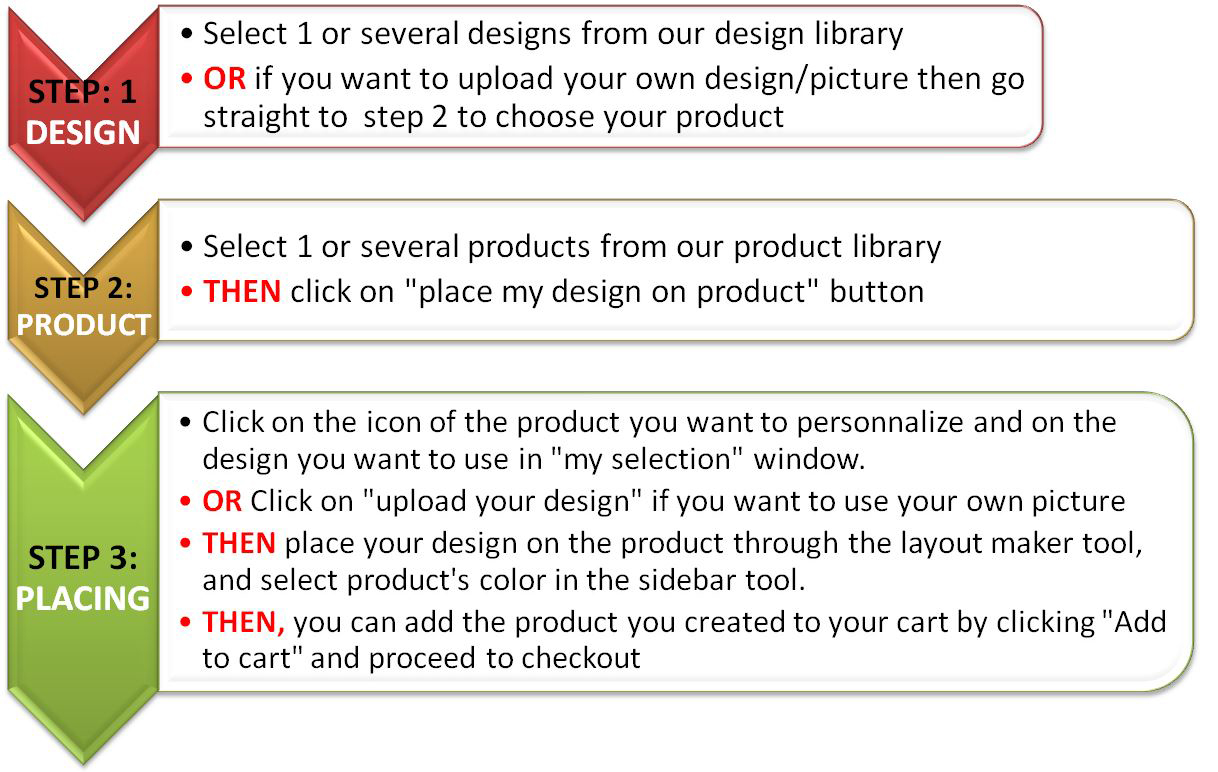 STEP: 1
DESIGN
• Select 1 or several designs from our design library
• OR if you want to upload your own design/picture then go
straight to step 2 to choose your product
STEP 2:
PRODUCT
• Select 1 or several products from our product library
• THEN click on "place my design on product" button
STEP 3:
PLACING
• Click on the icon of the product you want to personnalize and on the
design you want to use in "my selection" window.
• OR Click on "upload your design" if you want to use your own picture
• THEN place your design on the product through the layout maker tool,
and select product's color in the sidebar tool.
• THEN, you can add the product you created to your cart by clicking "Add
to cart" and proceed to checkout